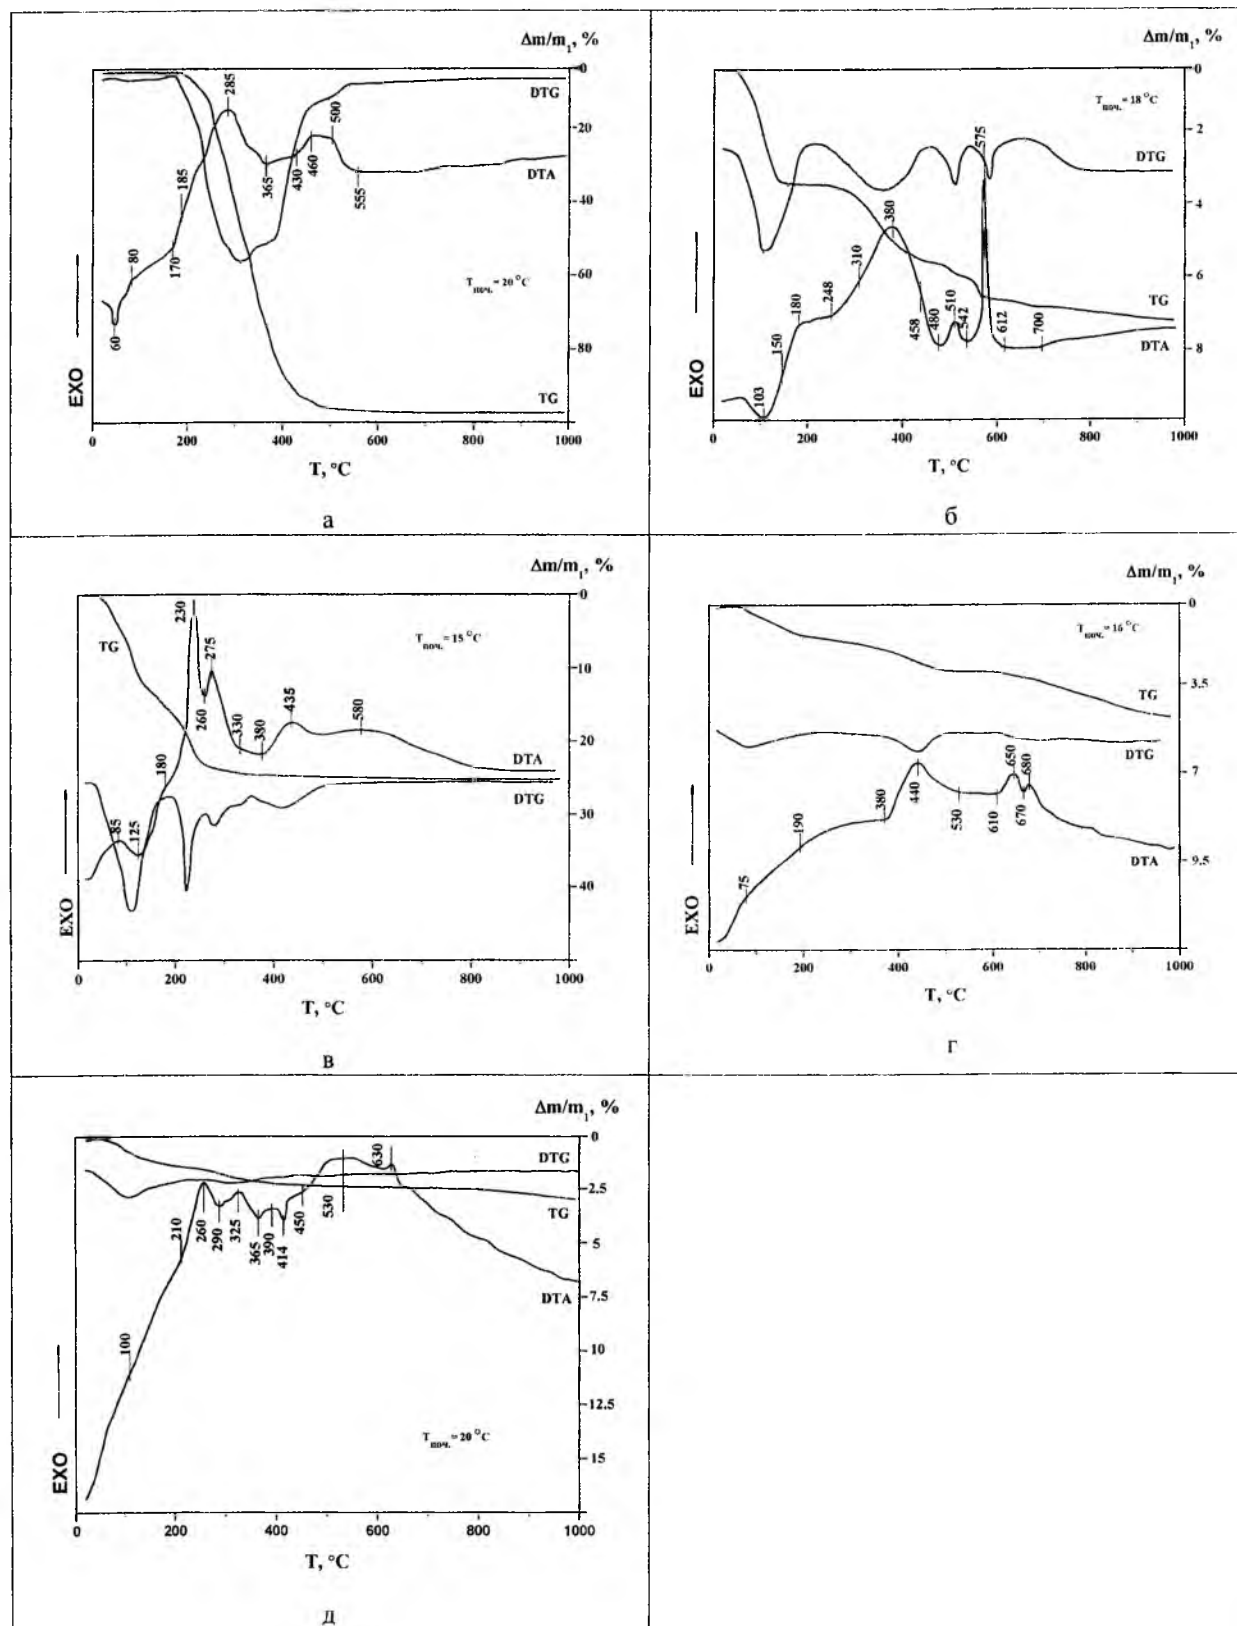 Δm/m₁, %
0
20
40
60
80
100
DTG
DTA
TG
285
500
185
80
170
60
365
430
460
555
Tпоч. = 20 °C
EXO
0 200 400 600 800 1000
T, °C
а
Δm/m₁, %
0
2
4
6
8
Tпоч. = 18 °C
575
DTG
TG
DTA
380
310
248
180
150
103
458
480
510
542
612
700
EXO
0 200 400 600 800 1000
T, °C
б
Δm/m₁, %
0
10
20
30
40
TG
230
275
Tпоч. = 15 °C
260
330
380
435
580
180
85
125
DTA
DTG
EXO
0 200 400 600 800 1000
T, °C
в
Δm/m₁, %
0
3.5
7
9.5
Tпоч. = 16 °C
TG
DTG
DTA
650
680
380
440
530
610
670
190
75
EXO
0 200 400 600 800 1000
T, °C
г
Δm/m₁, %
0
2.5
5
7.5
10
12.5
15
DTG
TG
DTA
630
530
210
260
290
325
365
390
414
450
100
Tпоч. = 20 °C
EXO
0 200 400 600 800 1000
T, °C
д